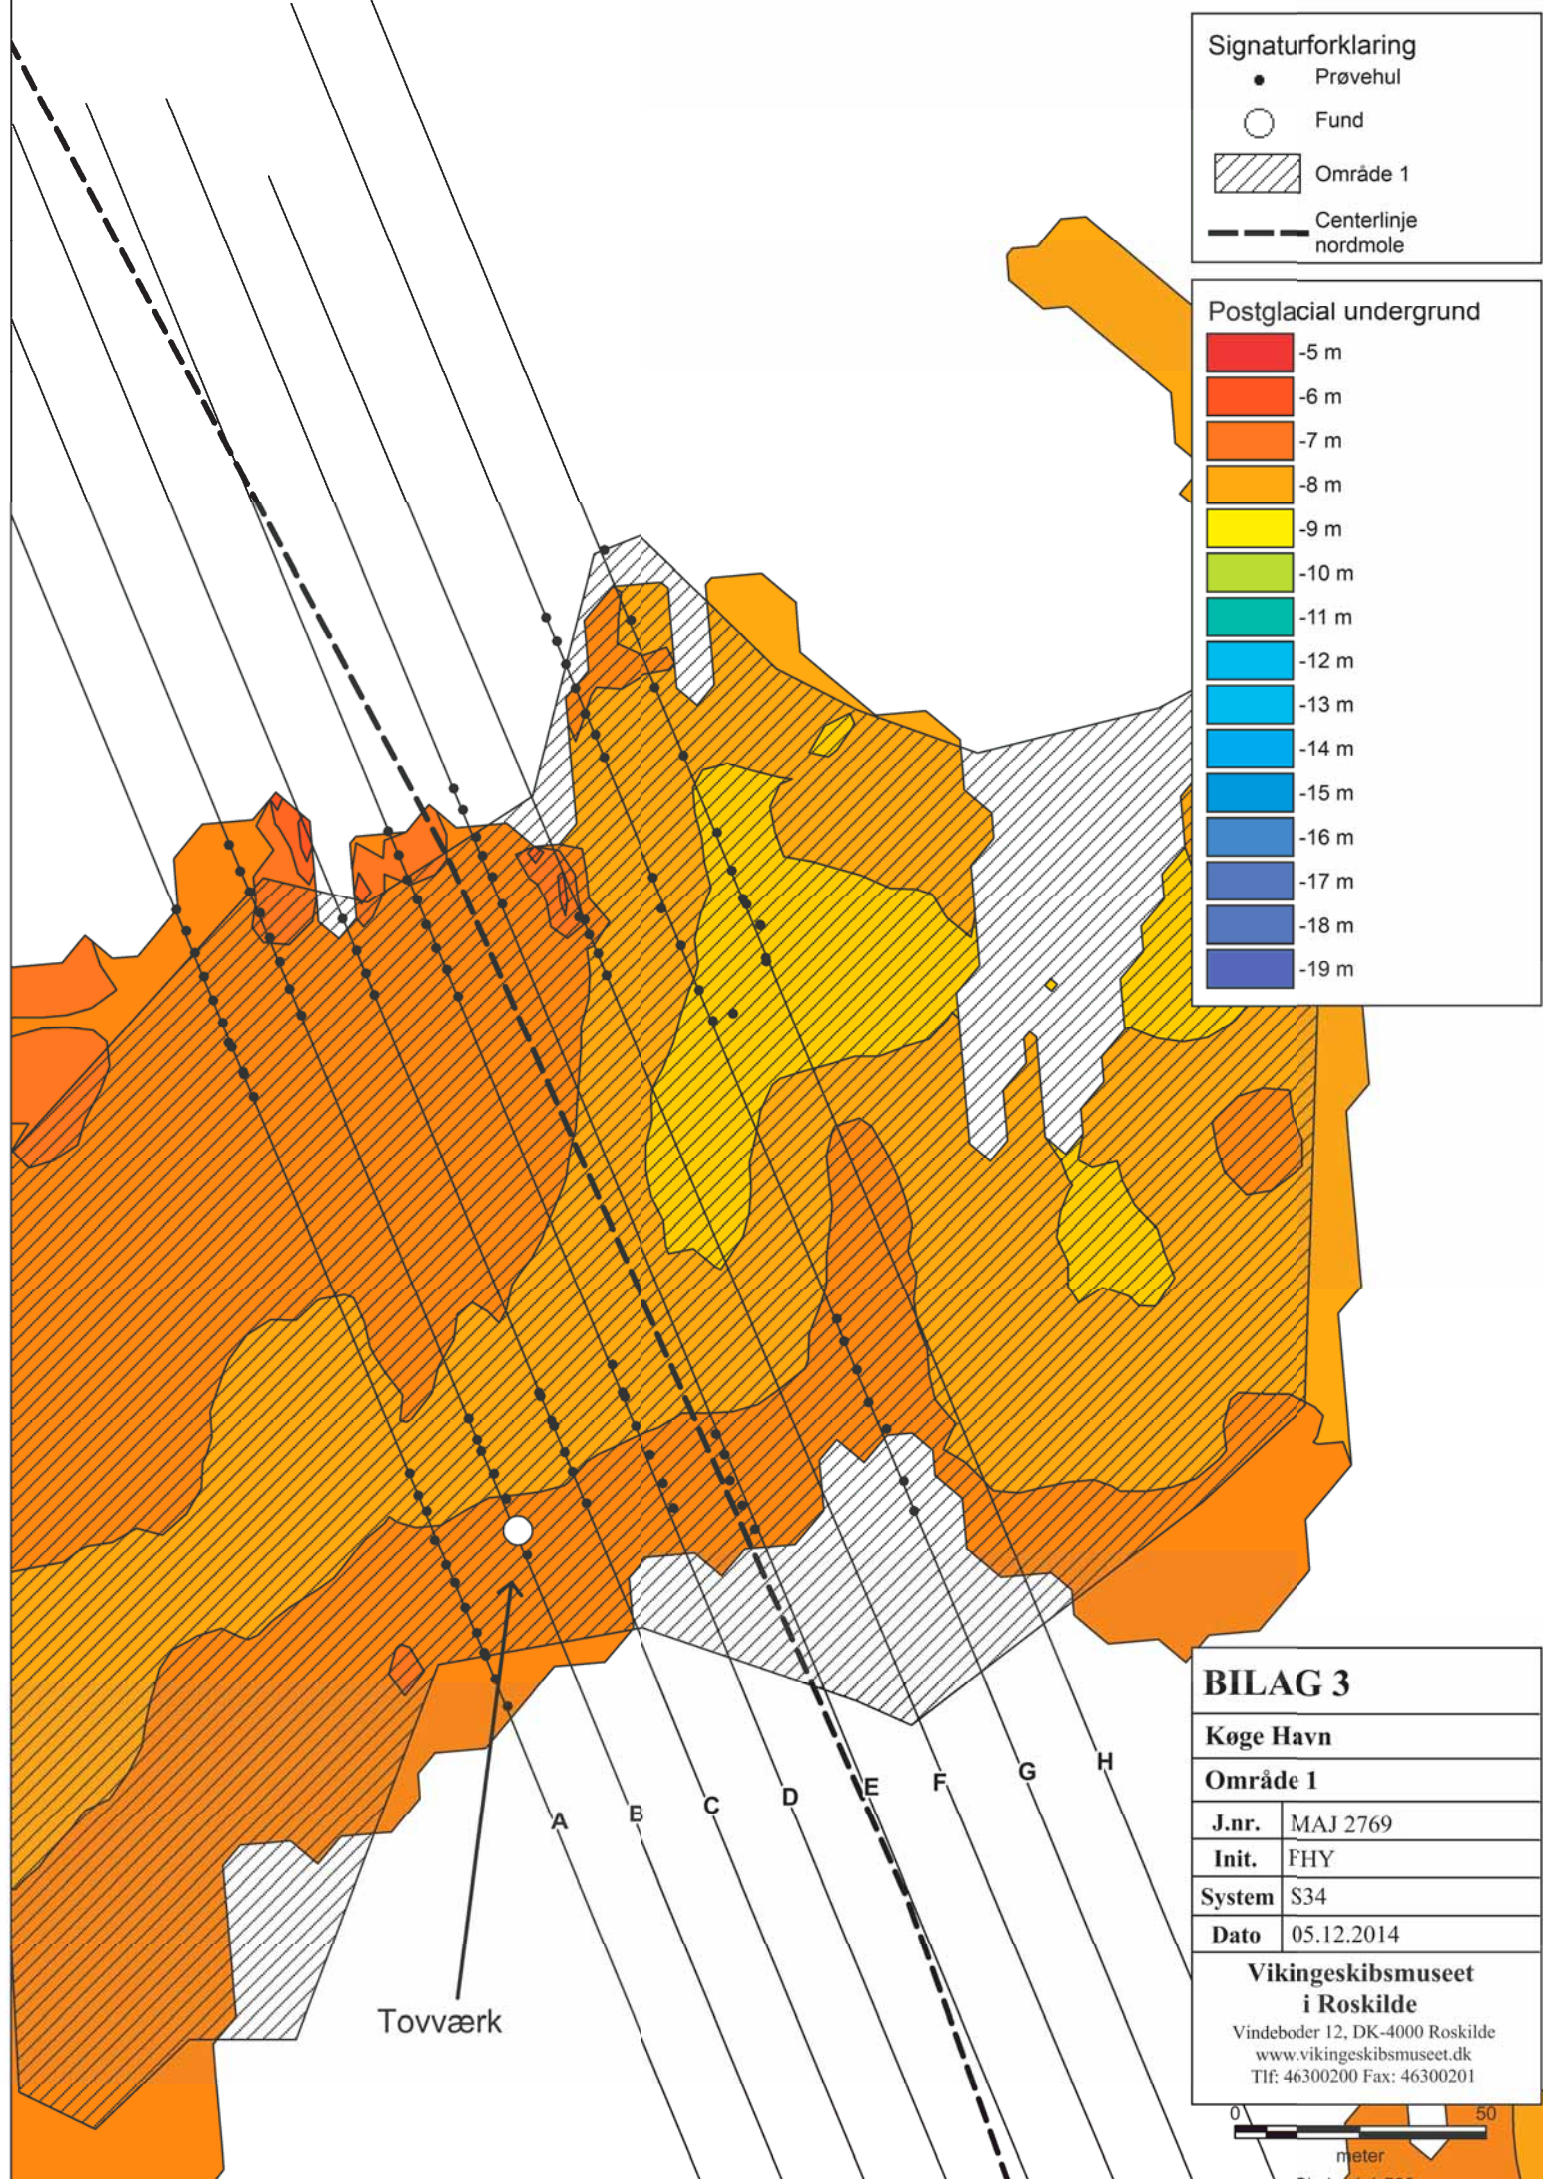 Signaturforklaring
Prøvehul
Fund
Område 1
Centerlinje
nordmole
Postglacial undergrund
-5 m
-6 m
-7 m
-8 m
-9 m
-10 m
-11 m
-12 m
-13 m
-14 m
-15 m
-16 m
-17 m
-18 m
-19 m
A
B
C
D
E
F
G
H
Tovværk
BILAG 3
Køge Havn
Område 1
J.nr. MAJ 2769
Init. FHY
System S34
Dato 05.12.2014
Vikingeskibsmuseet
i Roskilde
Vindeboder 12, DK-4000 Roskilde
www.vikingeskibsmuseet.dk
Tlf: 46300200 Fax: 46300201
0 50
meter